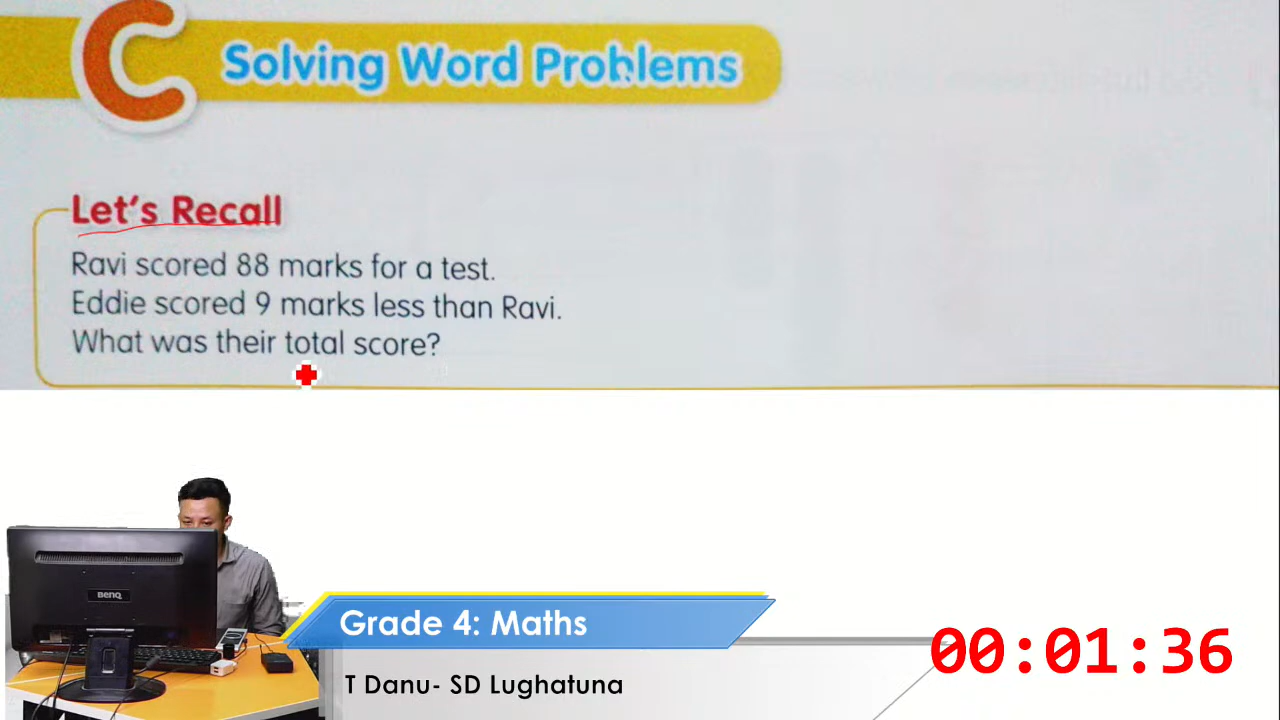 C Solving Word Problems
Let's Recall
Ravi scored 88 marks for a test.
Eddie scored 9 marks less than Ravi.
What was their total score?
BENQ
Grade 4: Maths
T Danu- SD Lughatuna
00:01:36